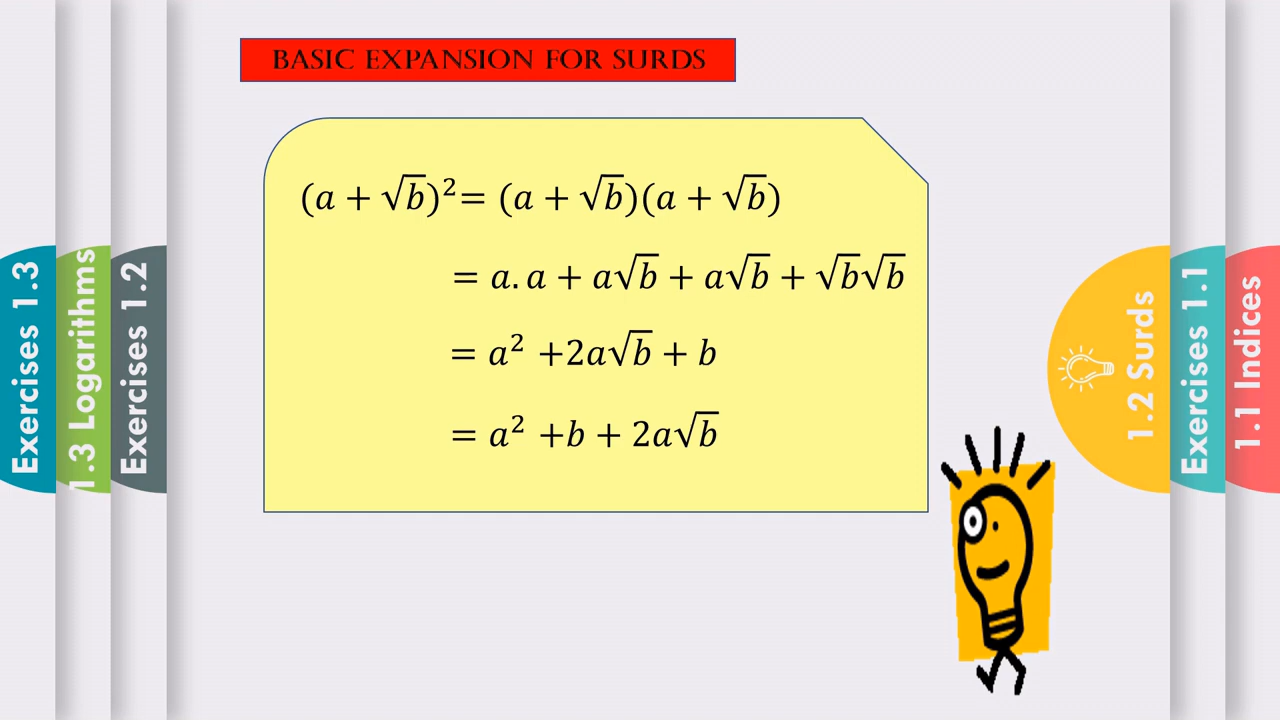 BASIC EXPANSION FOR SURDS
(a + √b)² = (a + √b)(a + √b)
= a. a + a√b + a√b + √b√b
= a² +2a√b + b
= a² +b + 2a√b
Exercises 1.3
1.3 Logarithms
Exercises 1.2
1.2 Surds
Exercises 1.1
1.1 Indices